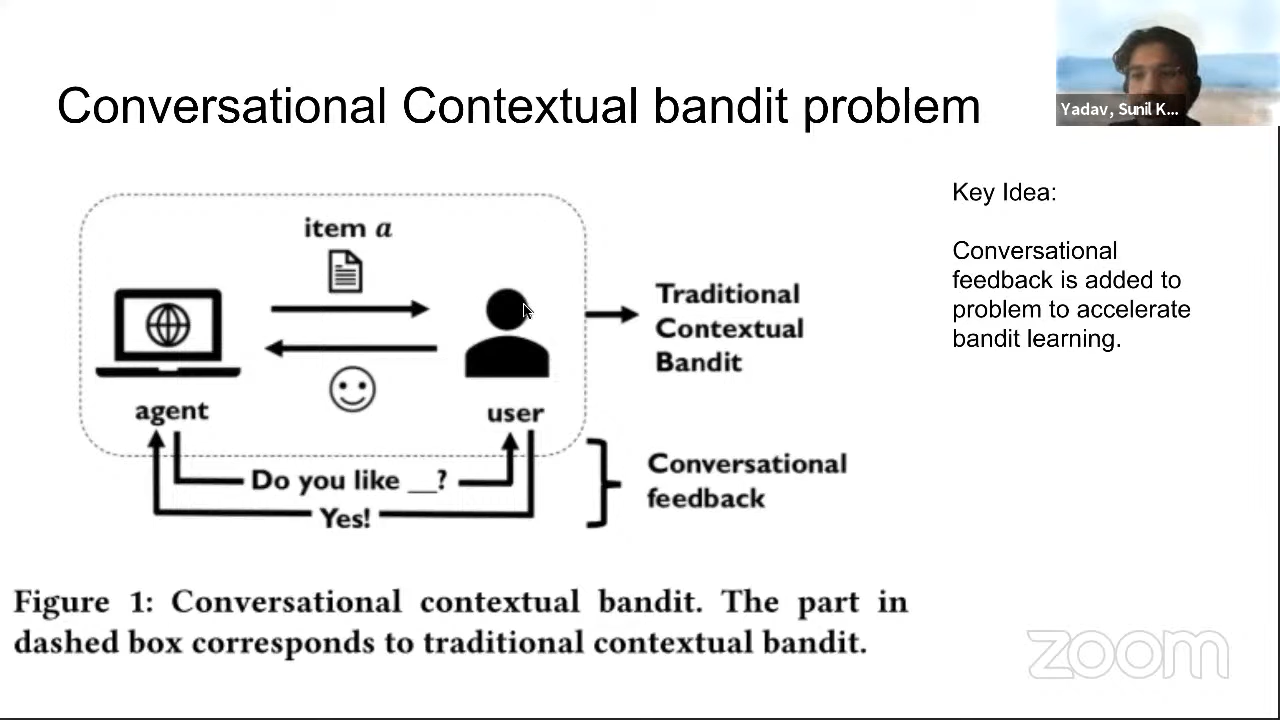 Conversational Contextual bandit problem
Yadav, Sunil K...
Key Idea:
Conversational
feedback is added to
problem to accelerate
bandit learning.
item a
Traditional
Contextual
Bandit
agent
user
Do you like __?
Yes!
Conversational
feedback
Figure 1: Conversational contextual bandit. The part in
dashed box corresponds to traditional contextual bandit.
zoom